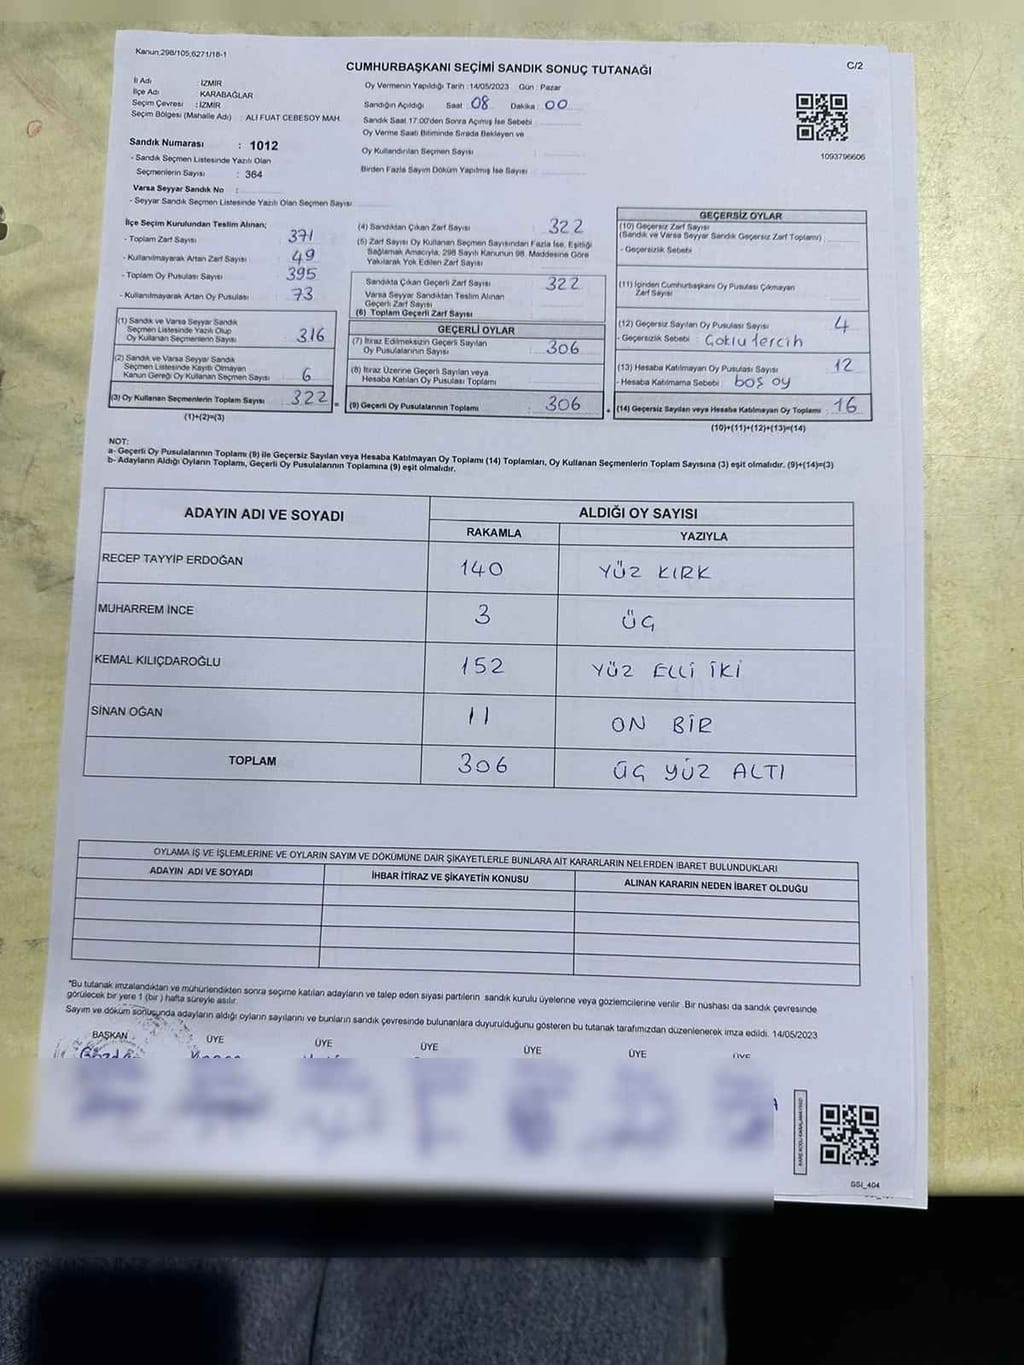 Kanun:298/105,6271/18-1
C/2
CUMHURBAŞKANI SEÇİMİ SANDIK SONUÇ TUTANAĞI
İli Adı : İZMİR
İlçe Adı : KARABAĞLAR
Seçim Çevresi : İZMİR
Seçim Bölgesi (Mahalle Adı) : ALİ FUAT CEBESOY MAH.
Sandık Numarası : 1012
- Sandık Seçmen Listesinde Yazılı Olan
Seçmenlerin Sayısı : 364
Varsa Seyyar Sandık No :
- Seyyar Sandık Seçmen Listesinde Yazılı Olan Seçmen Sayısı
Oy Vermenin Yapıldığı Tarih :14/05/2023 Gün : Pazar
Sandığın Açıldığı Saat : 08 Dakika : 00
Sandık Saat 17:00'den Sonra Açımış İse Sebebi
Oy Verme Saati Bitiminde Sırada Bekleyen ve
Oy Kullandırılan Seçmen Sayısı :
Birden Fazla Sayım Döküm Yapılmış İse Sayısı :
1093796606
İlçe Seçim Kurulundan Teslim Alınan;
- Toplam Zarf Sayısı 371
- Kullanılmayarak Artan Zarf Sayısı 49
- Toplam Oy Pusulası Sayısı 395
- Kullanılmayarak Artan Oy Pusulası 73
(1) Sandık ve Varsa Seyyar Sandık
Seçmen Listesinde Yazılı Olup
Oy Kullanan Seçmenlerin Sayısı 316
(2) Sandık ve Varsa Seyyar Sandık
Seçmen Listesinde Kayıtlı Olmayan
Kanun Gereği Oy Kullanan Seçmen Sayısı 6
(3) Oy Kullanan Seçmenlerin Toplam Sayısı 322 =
(1)+(2)=(3)
(4) Sandıktan Çıkan Zarf Sayısı 322
(5) Zarf Sayısı Oy Kullanan Seçmen Sayısından Fazla İse, Eşitliği
Sağlamak Amacıyla, 298 Sayılı Kanunun 98. Maddesine Göre
Yakılarak Yok Edilen Zarf Sayısı
Sandıkta Çıkan Geçerli Zarf Sayısı 322
Varsa Seyyar Sandıktan Teslim Alınan
Geçerli Zarf Sayısı
(6) Toplam Geçerli Zarf Sayısı
GEÇERLİ OYLAR
(7) İtiraz Edilmeksizin Geçerli Sayılan
Oy Pusulalarının Sayısı 306
(8) İtiraz Üzerine Geçerli Sayılan veya
Hesaba Katılan Oy Pusulası Toplamı
(9) Geçerli Oy Pusulalarının Toplamı 306 +
GEÇERSİZ OYLAR
(10) Geçersiz Zarf Sayısı
(Sandık ve Varsa Seyyar Sandık Geçersiz Zarf Toplamı)
- Geçersizlik Sebebi
(11) İçinden Cumhurbaşkanı Oy Pusulası Çıkmayan
Zarf Sayısı
(12) Geçersiz Sayılan Oy Pusulası Sayısı 4
- Geçersizlik Sebebi : Çoklu tercih
(13) Hesaba Katılmayan Oy Pusulası Sayısı 12
- Hesaba Katılmama Sebebi : boş oy
(14) Geçersiz Sayılan veya Hesaba Katılmayan Oy Toplamı 16
(10)+(11)+(12)+(13)=(14)
NOT:
a- Geçerli Oy Pusulalarının Toplamı (9) ile Geçersiz Sayılan veya Hesaba Katılmayan Oy Toplamı (14) Toplamları, Oy Kullanan Seçmenlerin Toplam Sayısına (3) eşit olmalıdır. (9)+(14)=(3)
b- Adayların Aldığı Oyların Toplamı, Geçerli Oy Pusulalarının Toplamına (9) eşit olmalıdır.
ADAYIN ADI VE SOYADI ALDIĞI OY SAYISI
RAKAMLA YAZIYLA
RECEP TAYYİP ERDOĞAN 140 YÜZ KIRK
MUHARREM İNCE 3 ÜÇ
KEMAL KILIÇDAROĞLU 152 YÜZ ELLİ İKİ
SİNAN OĞAN 11 ON BİR
TOPLAM 306 ÜÇ YÜZ ALTI
OYLAMA İŞ VE İŞLEMLERİNE VE OYLARIN SAYIM VE DÖKÜMÜNE DAİR ŞİKAYETLERLE BUNLARA AİT KARARLARIN NELERDEN İBARET BULUNDUKLARI
ADAYIN ADI VE SOYADI İHBAR İTİRAZ VE ŞİKAYETİN KONUSU ALINAN KARARIN NEDEN İBARET OLDUĞU
*Bu tutanak imzalandıktan ve mühürlendikten sonra seçime katılan adayların ve talep eden siyasi partilerin sandık kurulu üyelerine veya gözlemcilerine verilir. Bir nüshası da sandık çevresinde
görülecek bir yere 1 (bir) hafta süreyle asılır.
Sayım ve döküm sonucunda adayların aldığı oyların sayılarını ve bunların sandık çevresinde bulunanlara duyurulduğunu gösteren bu tutanak tarafımızdan düzenlenerek imza edildi. 14/05/2023
BAŞKAN ÜYE ÜYE ÜYE ÜYE ÜYE ÜYE
GSI_404